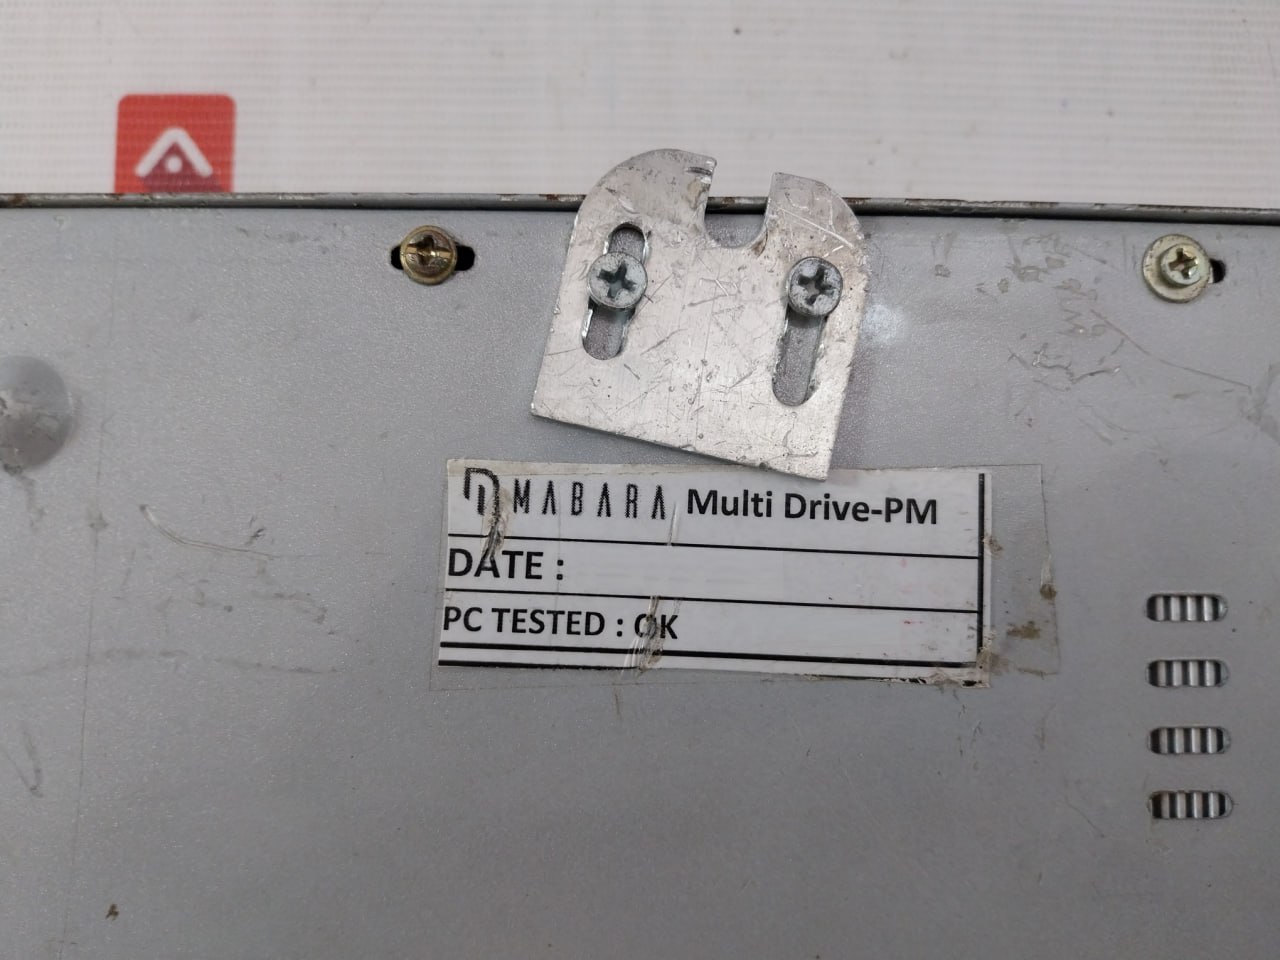 MABARA Multi Drive-PM
DATE :
PC TESTED : OK